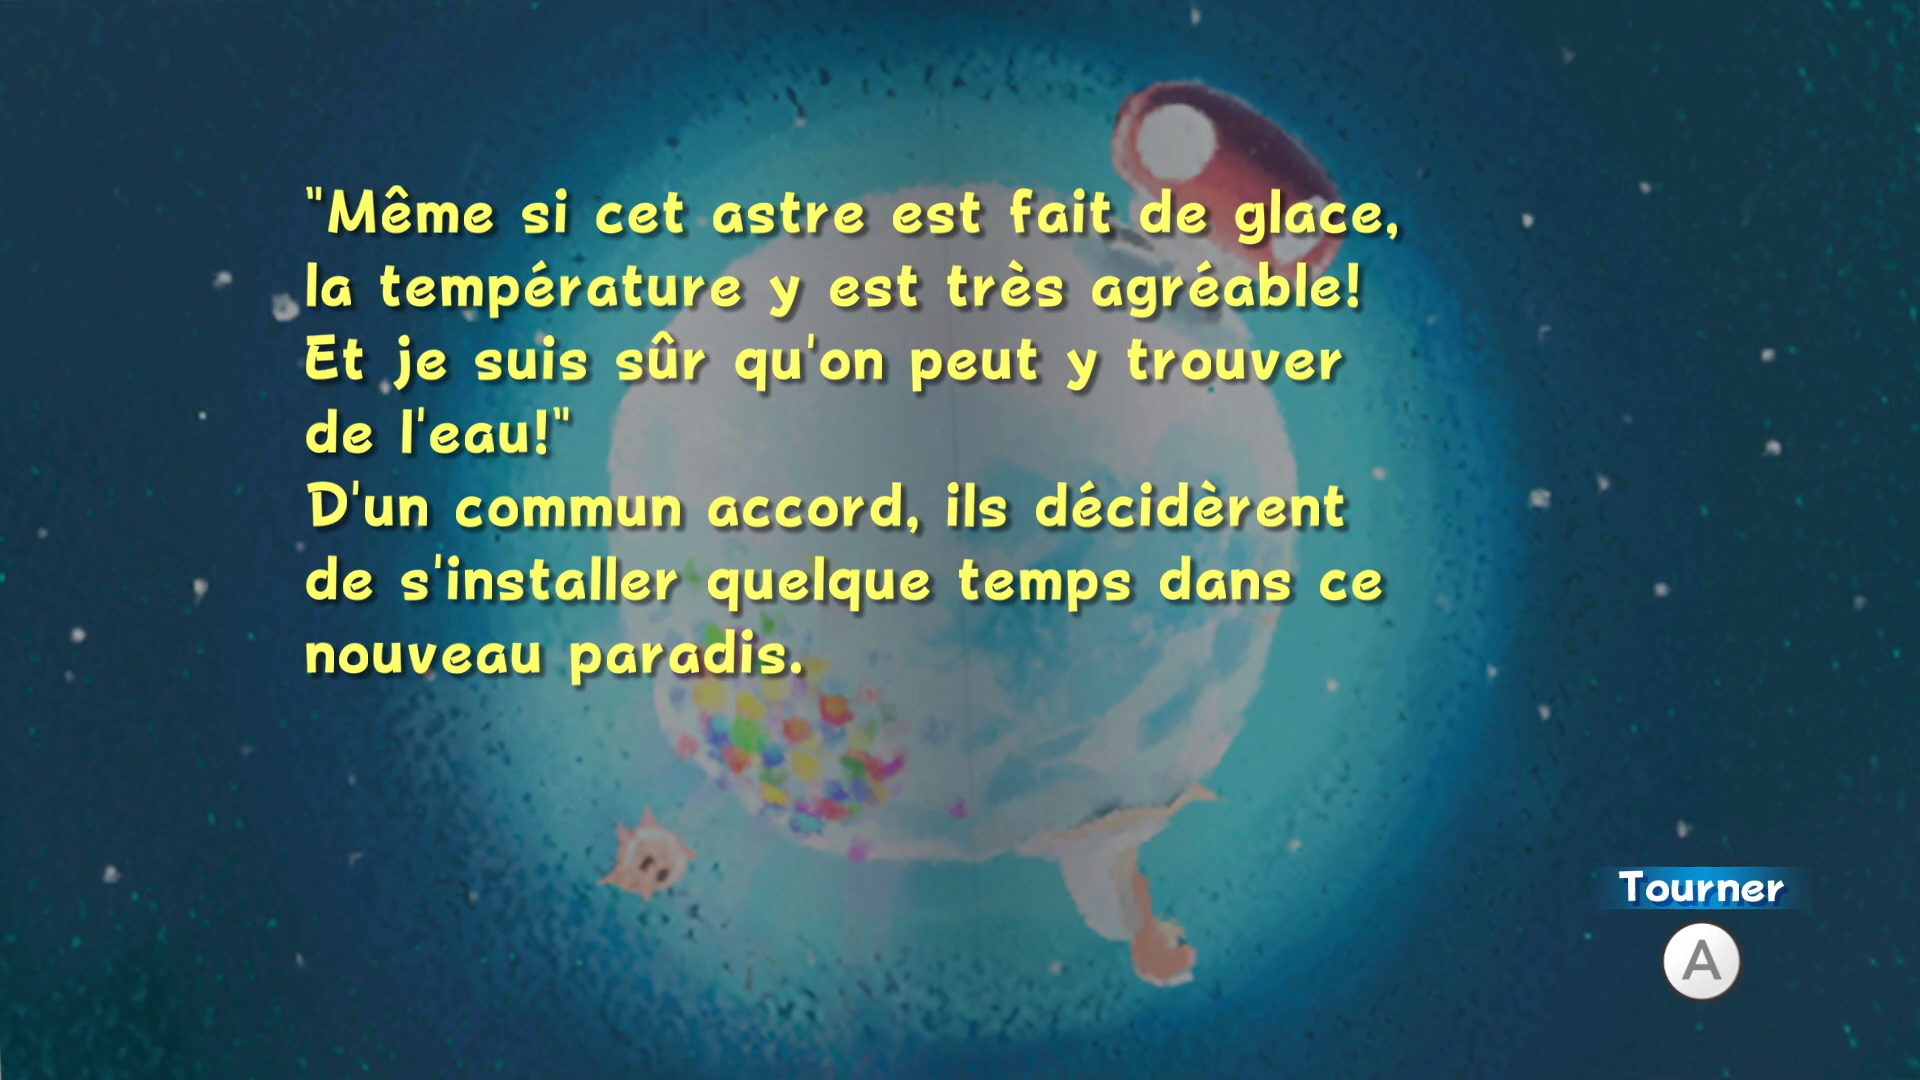 "Même si cet astre est fait de glace,
la température y est très agréable!
Et je suis sûr qu'on peut y trouver
de l'eau!"
D'un commun accord, ils décidèrent
de s'installer quelque temps dans ce
nouveau paradis.
Tourner
A